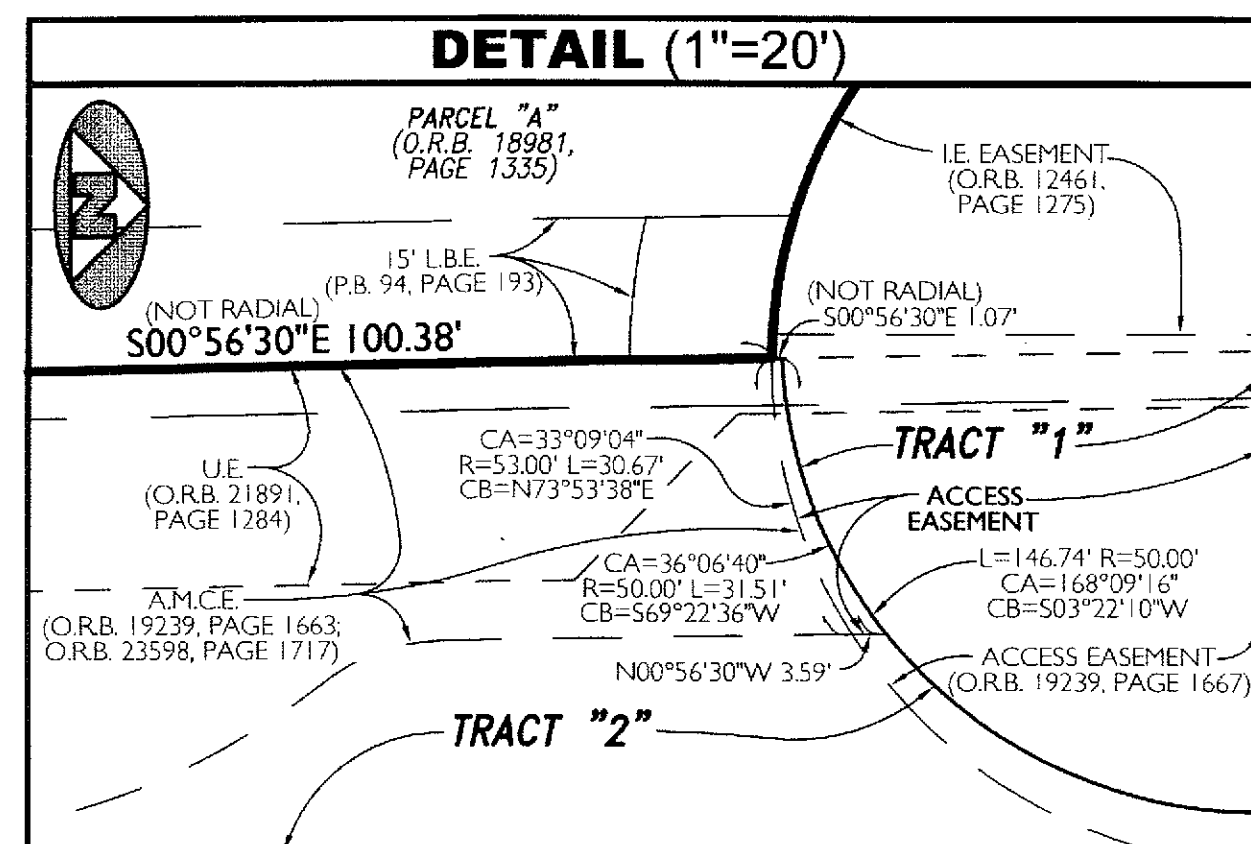 DETAIL (1"=20')
N
PARCEL "A"
(O.R.B. 18981,
PAGE 1335)
I.E. EASEMENT
(O.R.B. 12461,
PAGE 1275)
15' L.B.E.
(P.B. 94, PAGE 193)
(NOT RADIAL)
S00°56'30"E 100.38'
(NOT RADIAL)
S00°56'30"E 1.07'
CA=33°09'04"
R=53.00' L=30.67'
CB=N73°53'38"E
TRACT "1"
U.E.
(O.R.B. 21891,
PAGE 1284)
ACCESS
EASEMENT
CA=36°06'40"
R=50.00' L=31.51'
CB=S69°22'36"W
L=146.74' R=50.00'
CA=168°09'16"
CB=S03°22'10"W
A.M.C.E.
(O.R.B. 19239, PAGE 1663;
O.R.B. 23598, PAGE 1717)
N00°56'30"W 3.59'
ACCESS EASEMENT
(O.R.B. 19239, PAGE 1667)
TRACT "2"